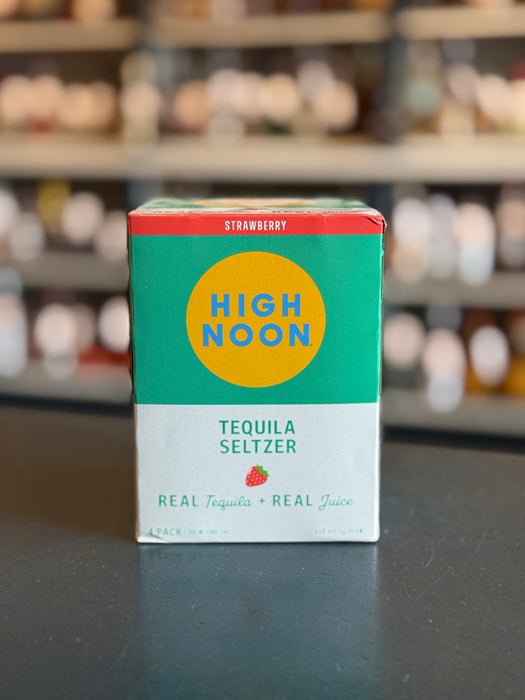 STRAWBERRY
HIGH
NOON
TEQUILA
SELTZER
REAL Tequila + REAL Juice
4 PACK